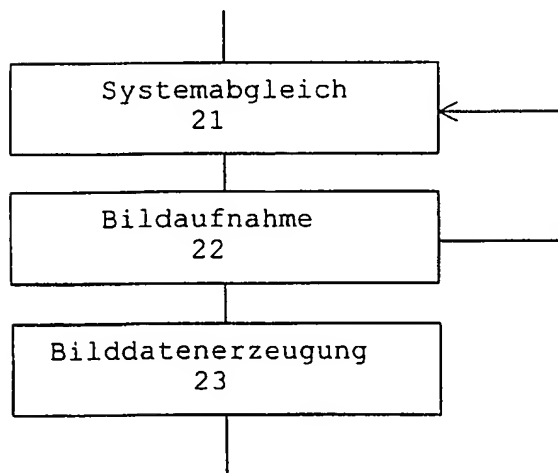 Systemabgleich
21
Bildaufnahme
22
Bilddatenerzeugung
23